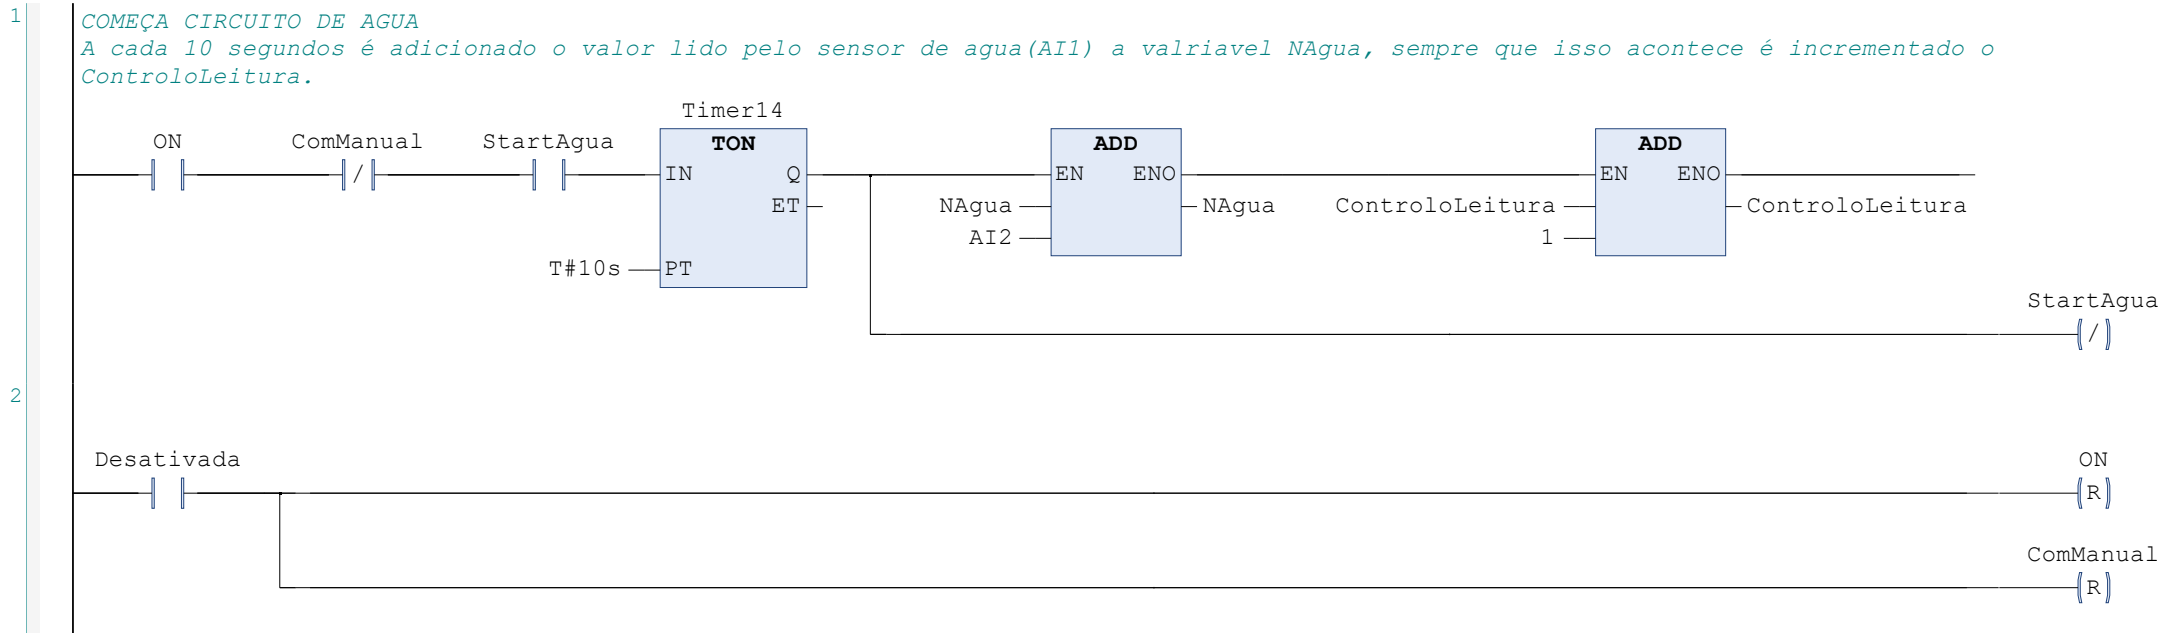 1
COMEÇA CIRCUITO DE AGUA
A cada 10 segundos é adicionado o valor lido pelo sensor de agua(AI1) a valriavel NAgua, sempre que isso acontece é incrementado o
ControloLeitura.
Timer14
ON ComManual StartAgua TON ADD ADD
/ IN Q EN ENO EN ENO
ET NAgua NAgua ControloLeitura ControloLeitura
AI2 1
T#10s PT
StartAgua
/
2
Desativada ON
R
ComManual
R